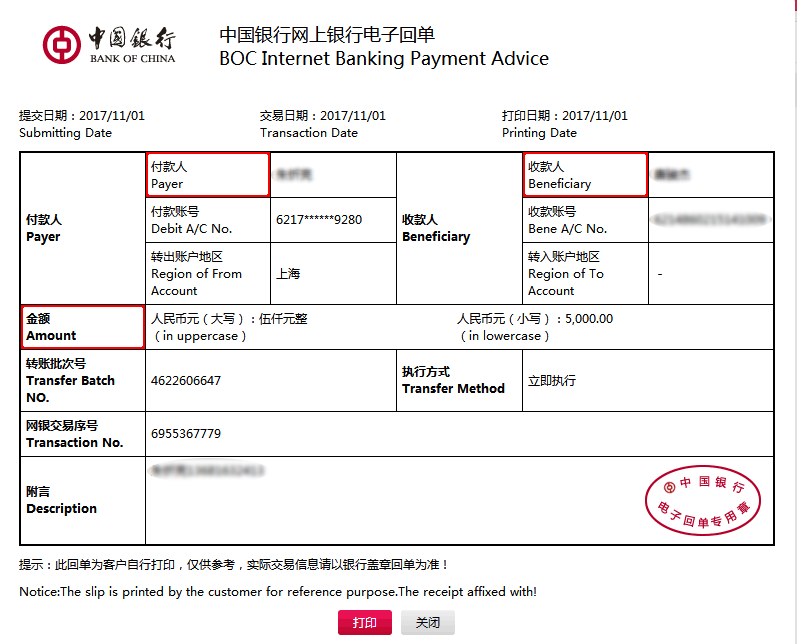 中国银行
BANK OF CHINA
中国银行网上银行电子回单
BOC Internet Banking Payment Advice
提交日期：2017/11/01
Submitting Date
交易日期：2017/11/01
Transaction Date
打印日期：2017/11/01
Printing Date
付款人
Payer
付款人
Payer
付款账号
Debit A/C No.
6217******9280
转出账户地区
Region of From
Account
上海
收款人
Beneficiary
收款人
Beneficiary
收款账号
Bene A/C No.
转入账户地区
Region of To
Account
-
金额
Amount
人民币元（大写）：伍仟元整
（in uppercase）
人民币元（小写）：5,000.00
（in lowercase）
转账批次号
Transfer Batch
NO.
4622606647
执行方式
Transfer Method
立即执行
网银交易序号
Transaction No.
6955367779
附言
Description
中国银行
电子回单专用章
提示：此回单为客户自行打印，仅供参考，实际交易信息请以银行盖章回单为准！
Notice:The slip is printed by the customer for reference purpose.The receipt affixed with!
打印
关闭